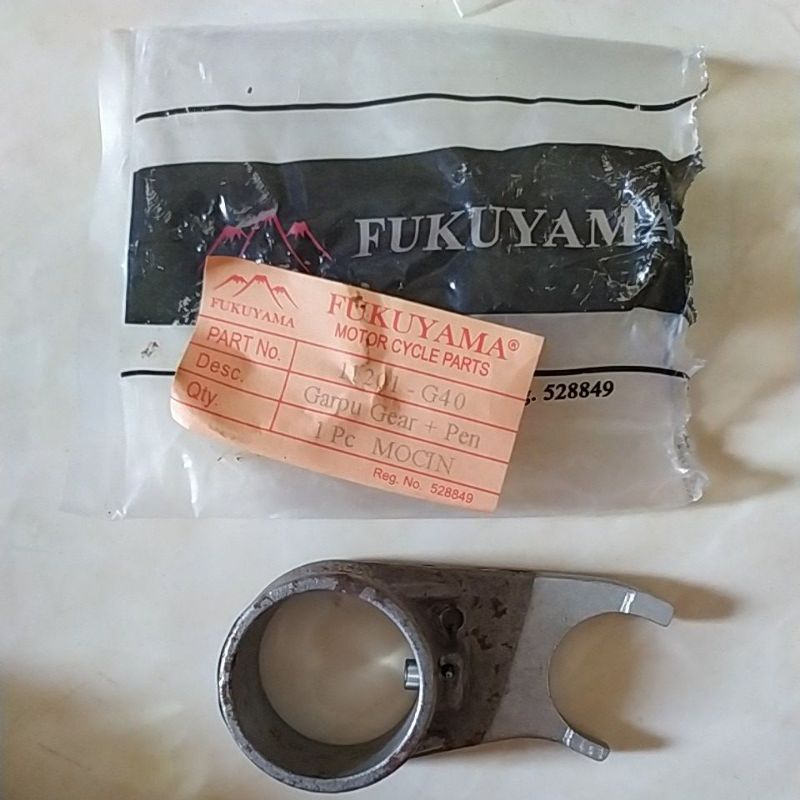 FUKUYAMA
FUKUYAMA
FUKUYAMA®
MOTOR CYCLE PARTS
PART No. - G40
Desc. Garpu Gear + Pen
Qty. 1 Pc MOCIN
Reg. No. 528849
. 528849